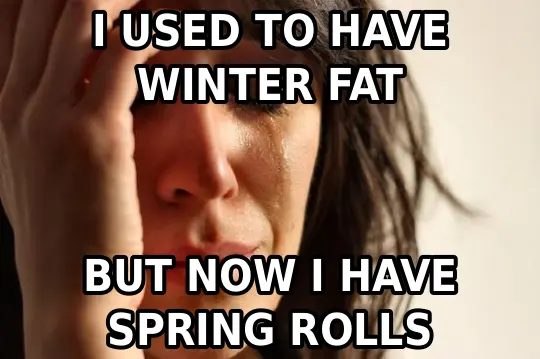 I USED TO HAVE
WINTER FAT
BUT NOW I HAVE
SPRING ROLLS